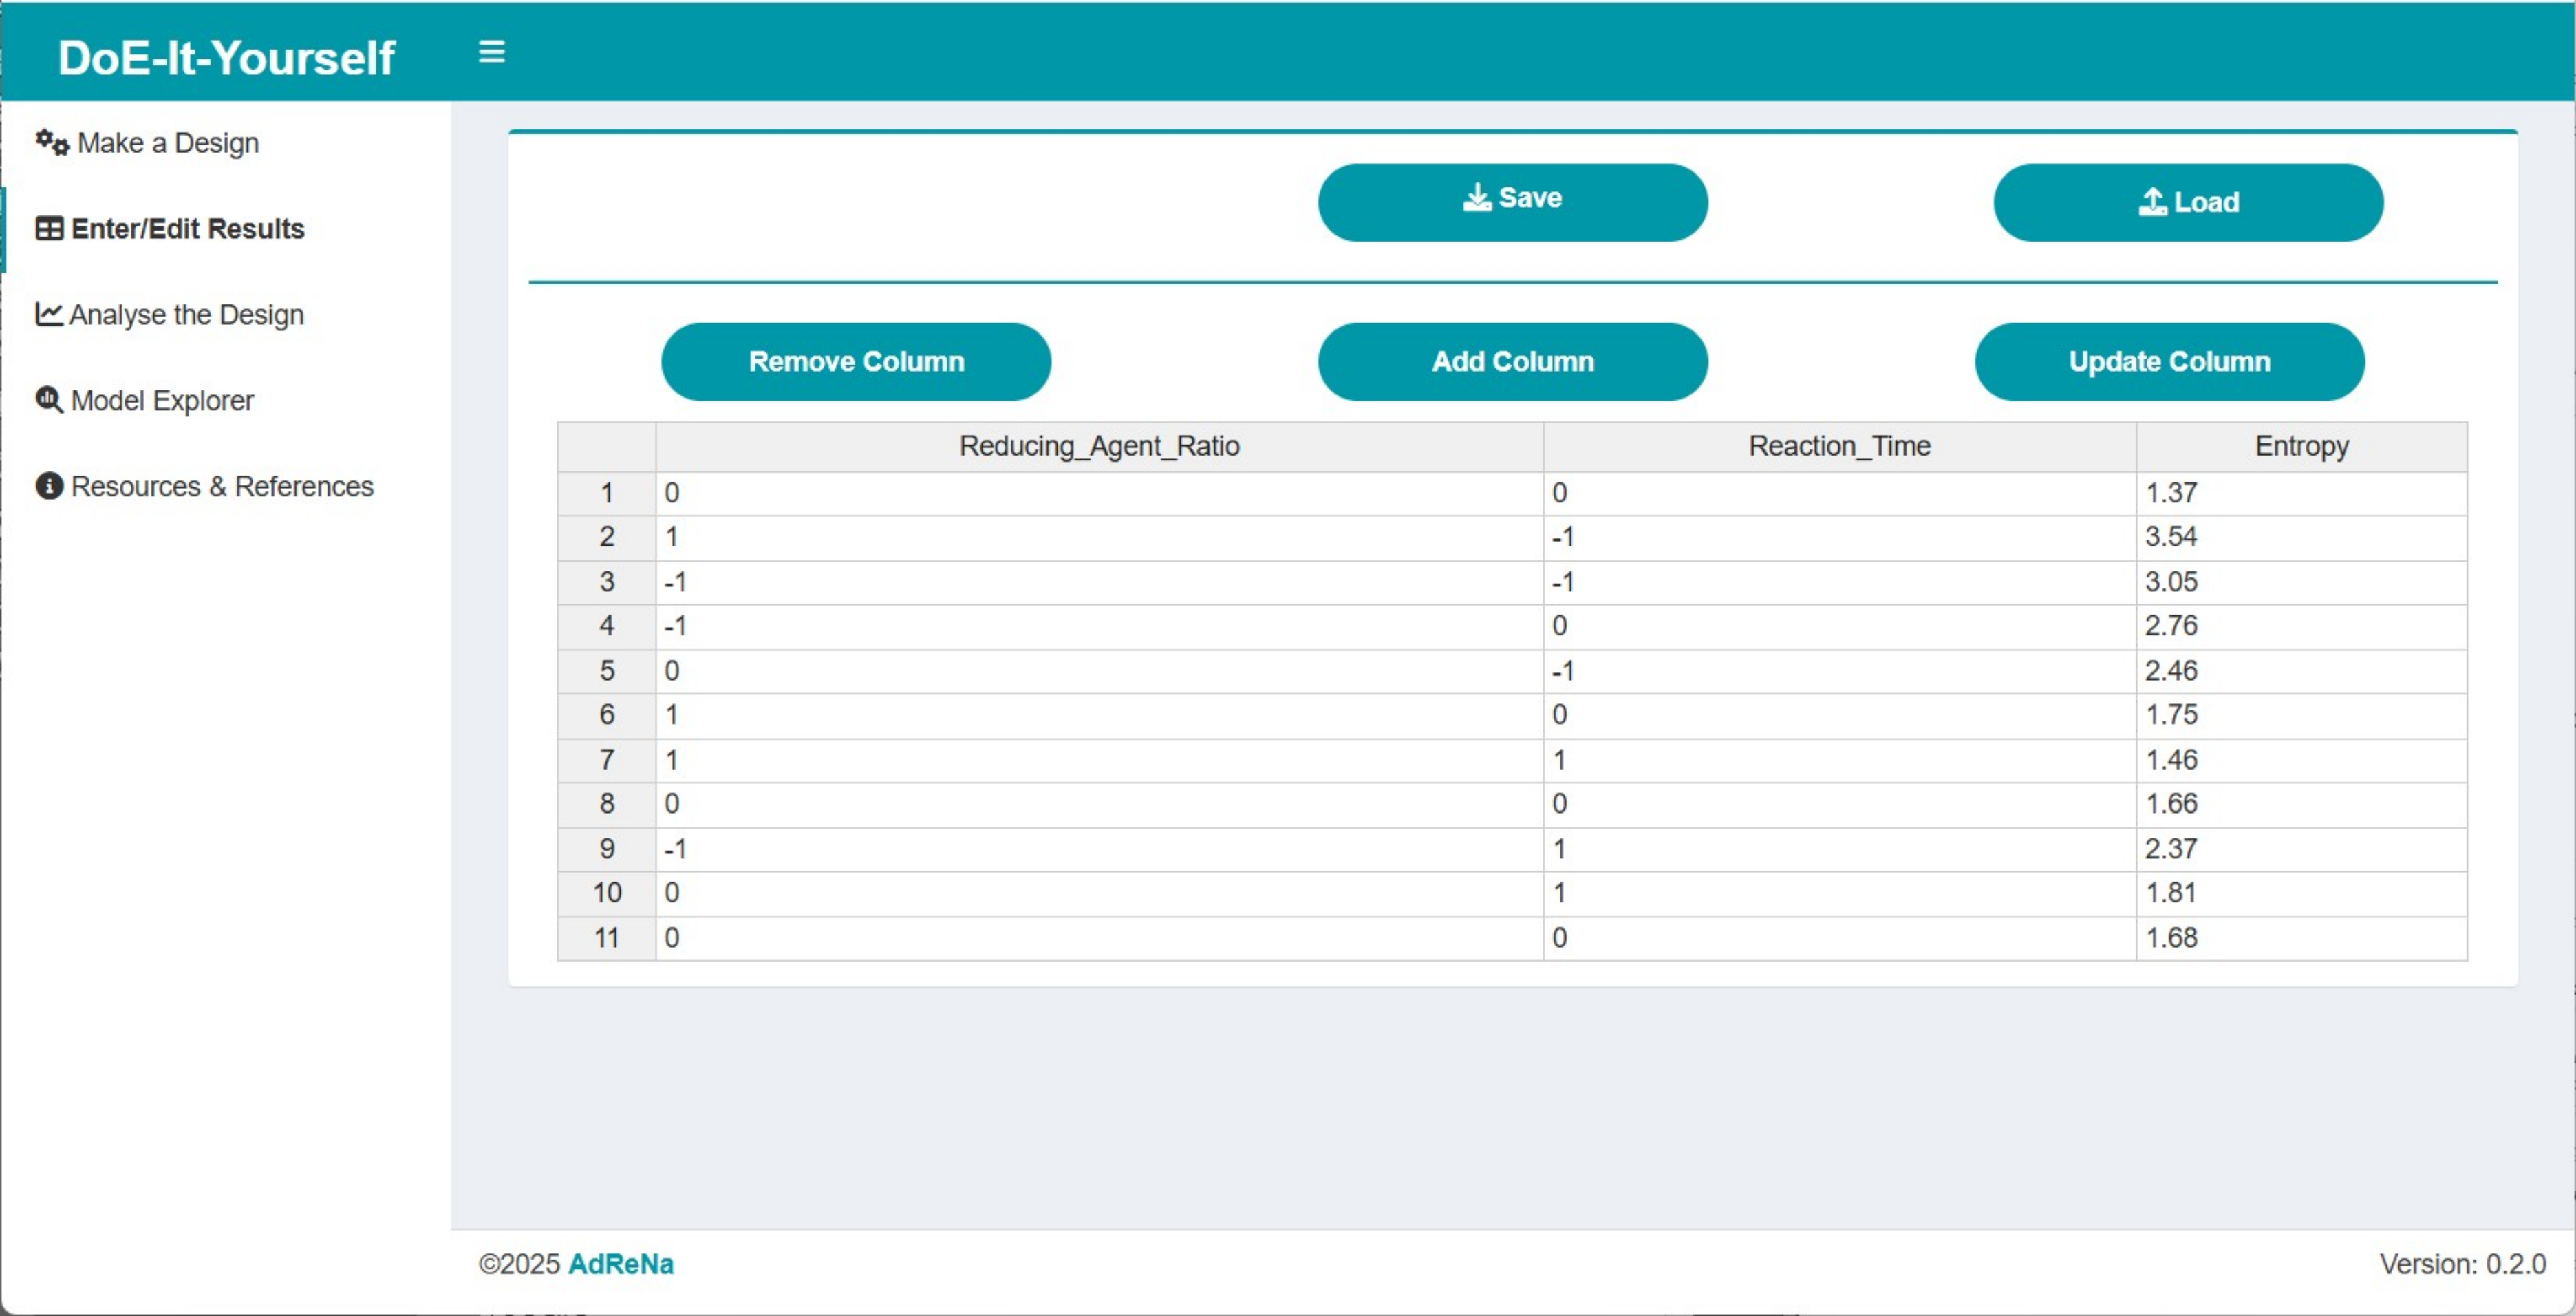 DoE-It-Yourself
Make a Design
Enter/Edit Results
Analyse the Design
Model Explorer
Resources & References
Save Load
Remove Column Add Column Update Column
Reducing_Agent_Ratio Reaction_Time Entropy
1 0 0 1.37
2 1 -1 3.54
3 -1 -1 3.05
4 -1 0 2.76
5 0 -1 2.46
6 1 0 1.75
7 1 1 1.46
8 0 0 1.66
9 -1 1 2.37
10 0 1 1.81
11 0 0 1.68
©2025 AdReNa Version: 0.2.0